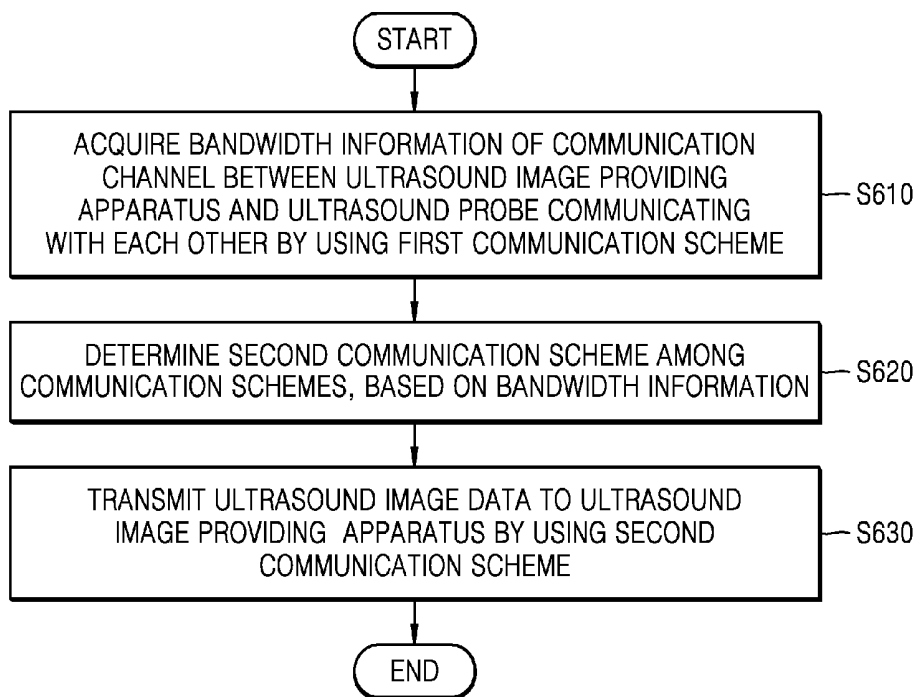 START
ACQUIRE BANDWIDTH INFORMATION OF COMMUNICATION
CHANNEL BETWEEN ULTRASOUND IMAGE PROVIDING
APPARATUS AND ULTRASOUND PROBE COMMUNICATING
WITH EACH OTHER BY USING FIRST COMMUNICATION SCHEME
S610
DETERMINE SECOND COMMUNICATION SCHEME AMONG
COMMUNICATION SCHEMES, BASED ON BANDWIDTH INFORMATION
S620
TRANSMIT ULTRASOUND IMAGE DATA TO ULTRASOUND
IMAGE PROVIDING APPARATUS BY USING SECOND
COMMUNICATION SCHEME
S630
END